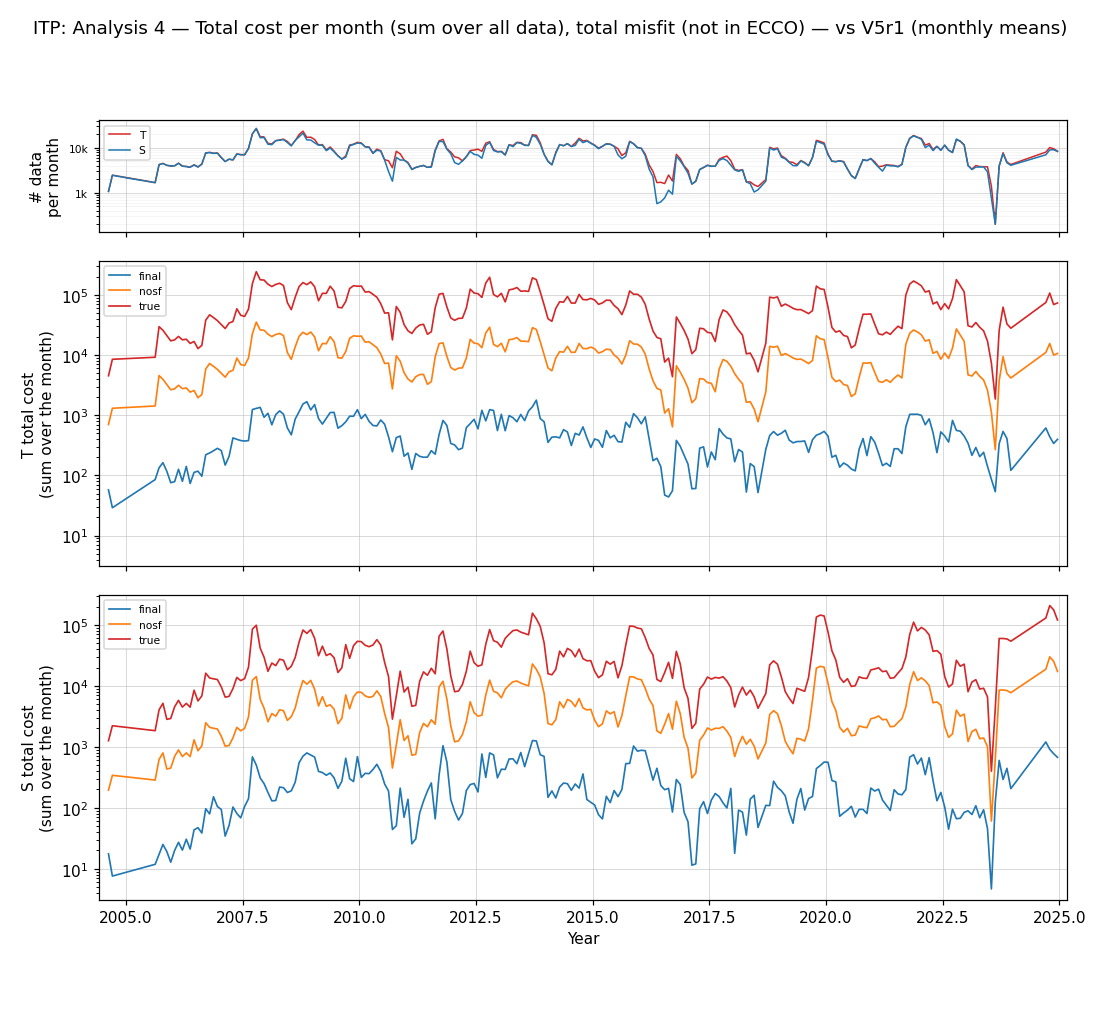 ITP: Analysis 4 — Total cost per month (sum over all data), total misfit (not in ECCO) — vs V5r1 (monthly means)
# data
per month
10k
1k
T
S
T total cost
(sum over the month)
10⁵
10⁴
10³
10²
10¹
final
nosf
true
S total cost
(sum over the month)
10⁵
10⁴
10³
10²
10¹
final
nosf
true
2005.0 2007.5 2010.0 2012.5 2015.0 2017.5 2020.0 2022.5 2025.0
Year